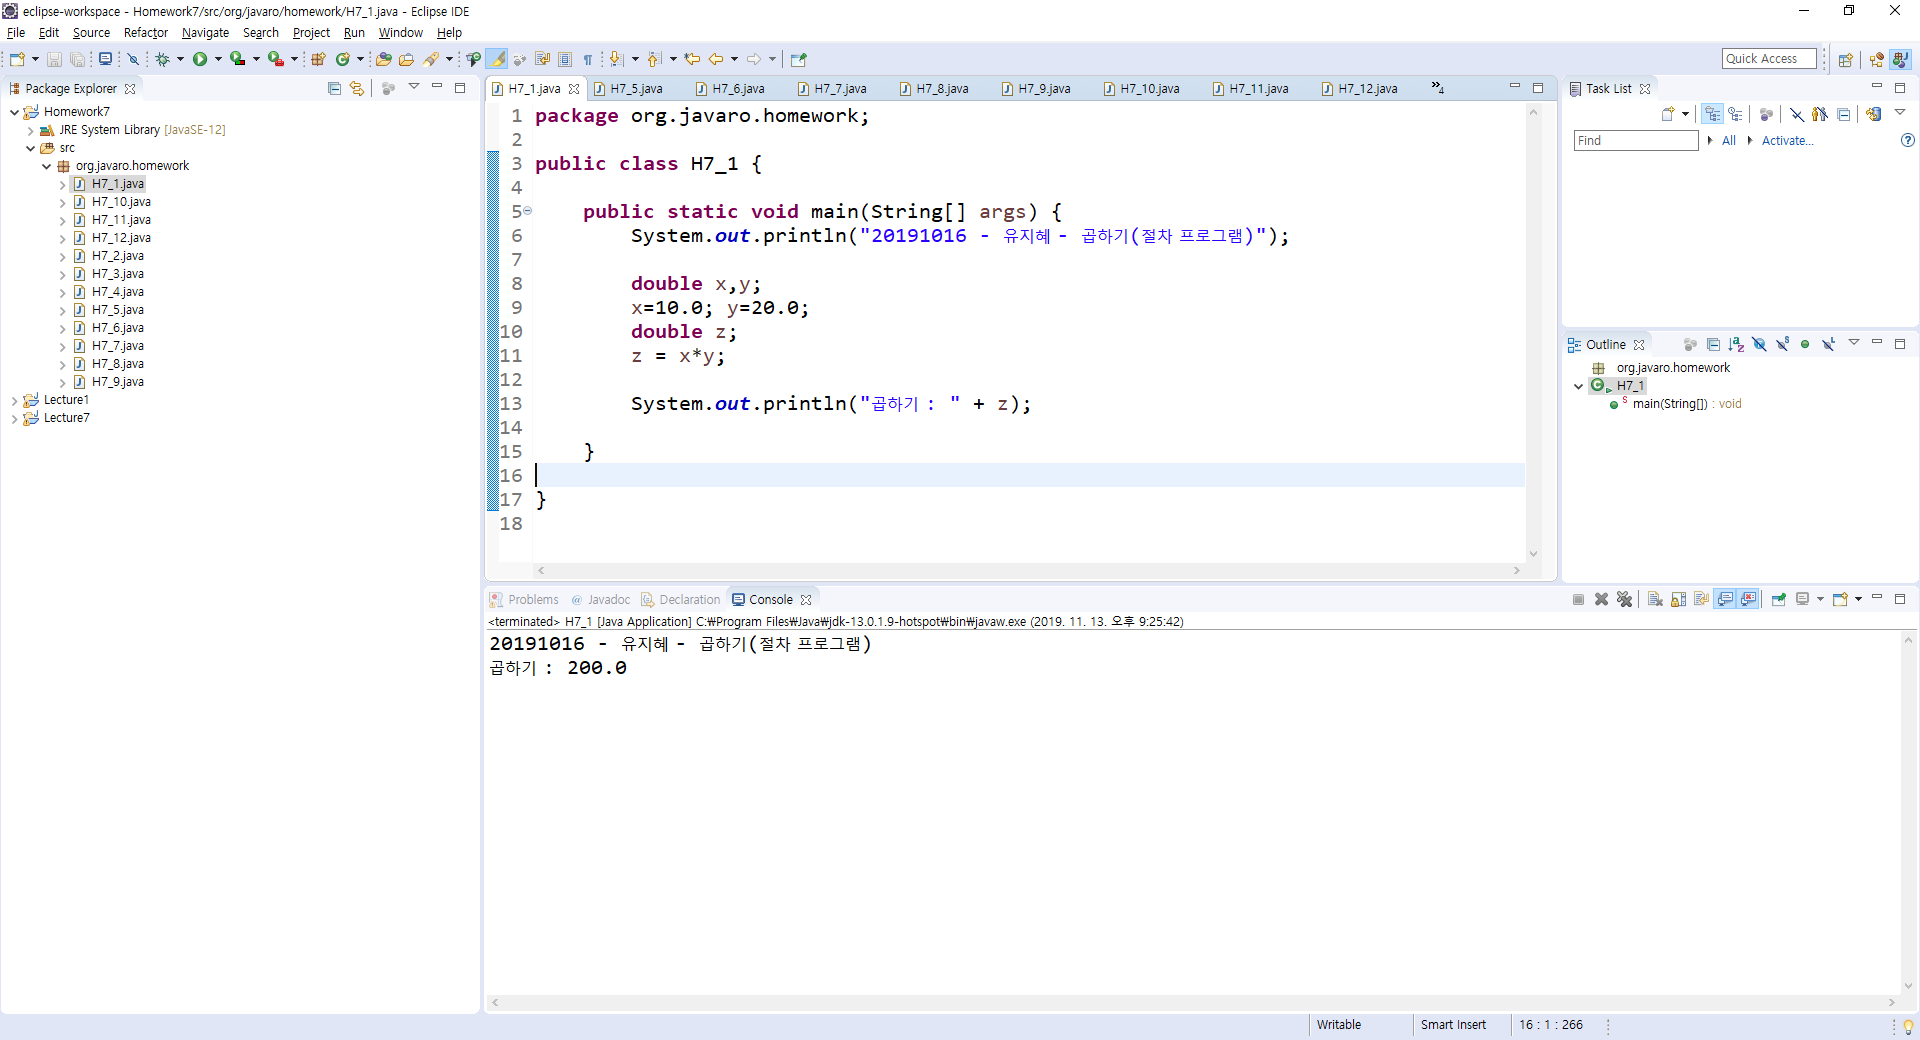 eclipse-workspace - Homework7/src/org/javaro/homework/H7_1.java - Eclipse IDE
File Edit Source Refactor Navigate Search Project Run Window Help
Quick Access
Package Explorer
Homework7
JRE System Library [JavaSE-12]
src
org.javaro.homework
H7_1.java
H7_10.java
H7_11.java
H7_12.java
H7_2.java
H7_3.java
H7_4.java
H7_5.java
H7_6.java
H7_7.java
H7_8.java
H7_9.java
Lecture1
Lecture7
H7_1.java H7_5.java H7_6.java H7_7.java H7_8.java H7_9.java H7_10.java H7_11.java H7_12.java »4
1 package org.javaro.homework;
2
3 public class H7_1 {
4
5 public static void main(String[] args) {
6 System.out.println("20191016 - 유지혜 - 곱하기(절차 프로그램)");
7
8 double x,y;
9 x=10.0; y=20.0;
10 double z;
11 z = x*y;
12
13 System.out.println("곱하기 : " + z);
14
15 }
16
17 }
18
Task List
Find All Activate...
Outline
org.javaro.homework
H7_1
main(String[]) : void
Problems @ Javadoc Declaration Console
<terminated> H7_1 [Java Application] C:₩Program Files₩Java₩jdk-13.0.1.9-hotspot₩bin₩javaw.exe (2019. 11. 13. 오후 9:25:42)
20191016 - 유지혜 - 곱하기(절차 프로그램)
곱하기 : 200.0
Writable Smart Insert 16 : 1 : 266